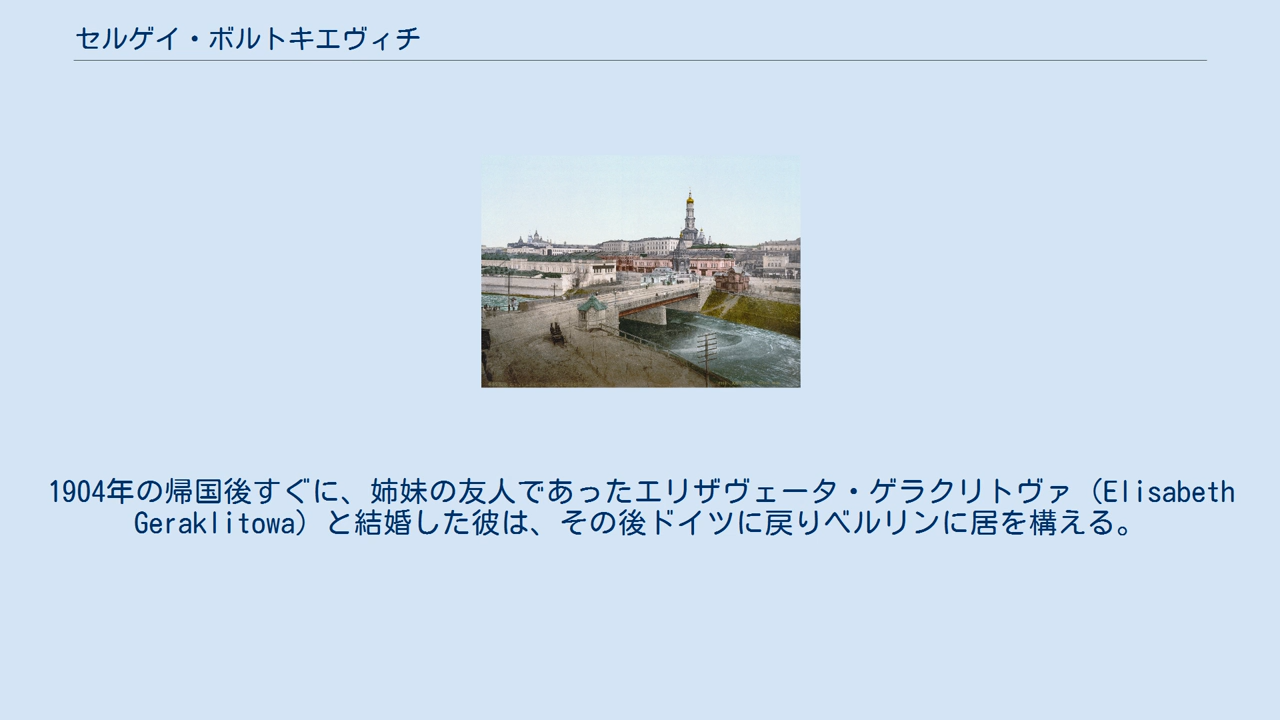 セルゲイ・ボルトキエヴィチ
1904年の帰国後すぐに、姉妹の友人であったエリザヴェータ・ゲラクリトヴァ（Elisabeth
Geraklitowa）と結婚した彼は、その後ドイツに戻りベルリンに居を構える。